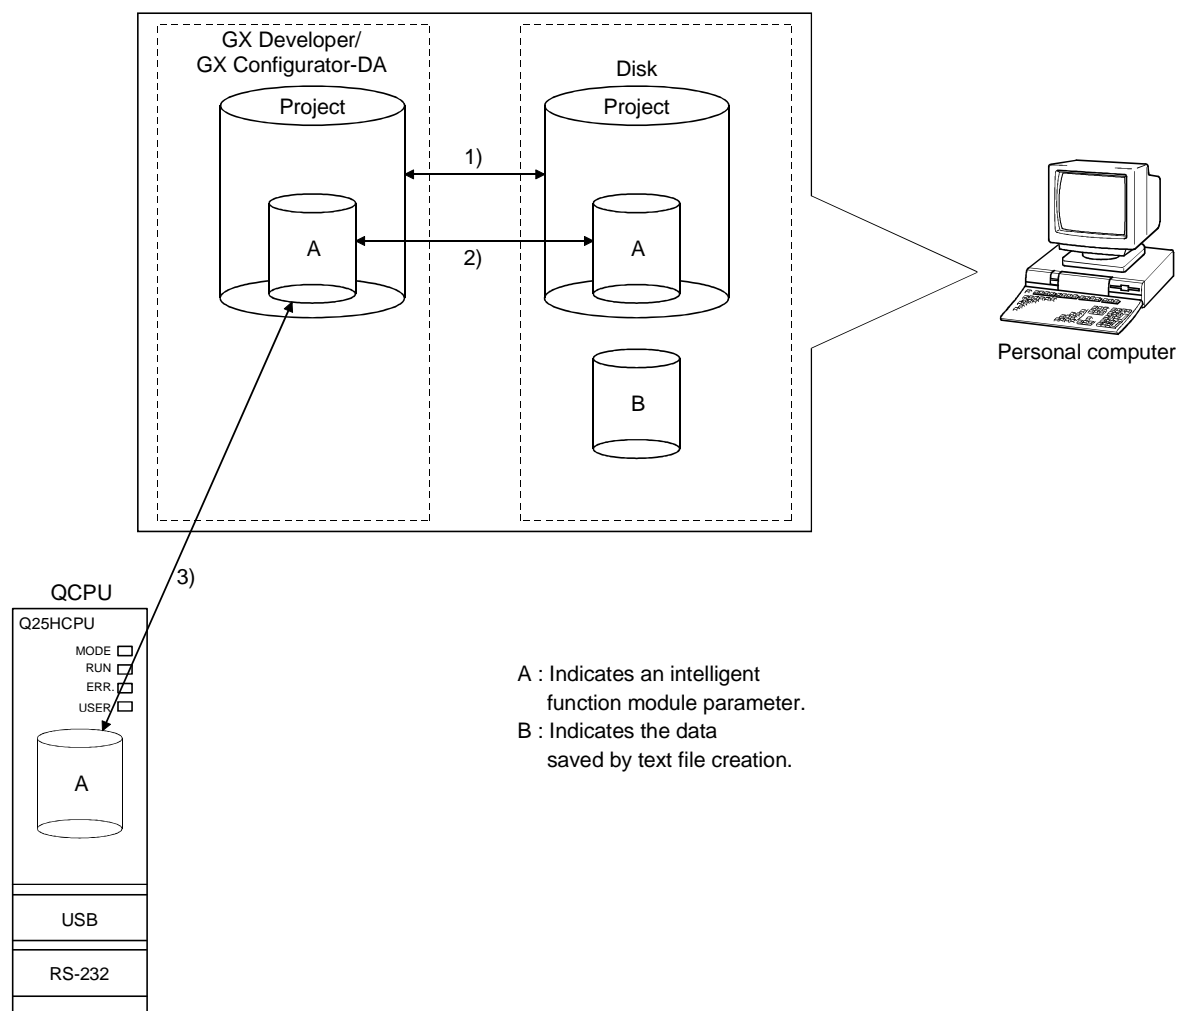 GX Developer/
GX Configurator-DA
Disk
Project
Project
1)
A
A
2)
B
Personal computer
3)
QCPU
Q25HCPU
MODE
RUN
ERR.
USER
A
USB
RS-232
A : Indicates an intelligent
function module parameter.
B : Indicates the data
saved by text file creation.